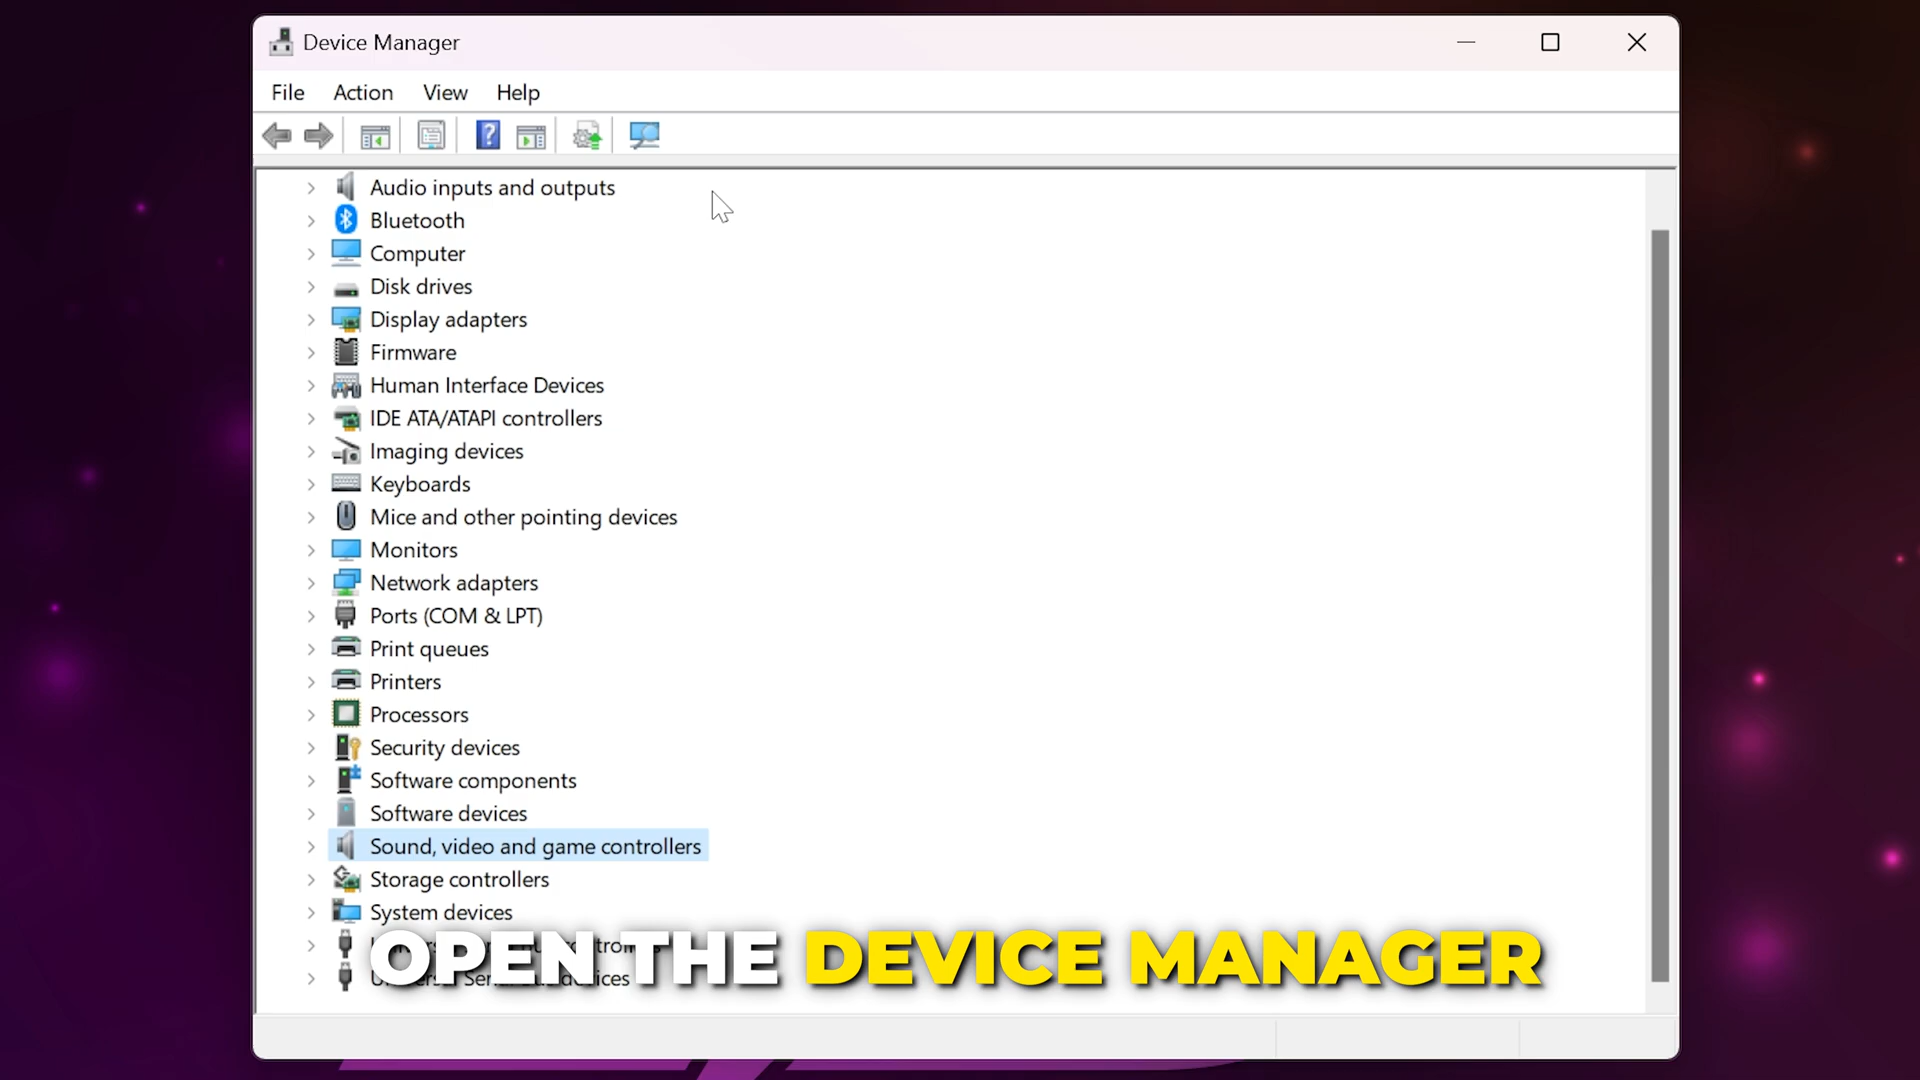 Device Manager
File Action View Help
Audio inputs and outputs
Bluetooth
Computer
Disk drives
Display adapters
Firmware
Human Interface Devices
IDE ATA/ATAPI controllers
Imaging devices
Keyboards
Mice and other pointing devices
Monitors
Network adapters
Ports (COM & LPT)
Print queues
Printers
Processors
Security devices
Software components
Software devices
Sound, video and game controllers
Storage controllers
System devices
OPEN THE DEVICE MANAGER